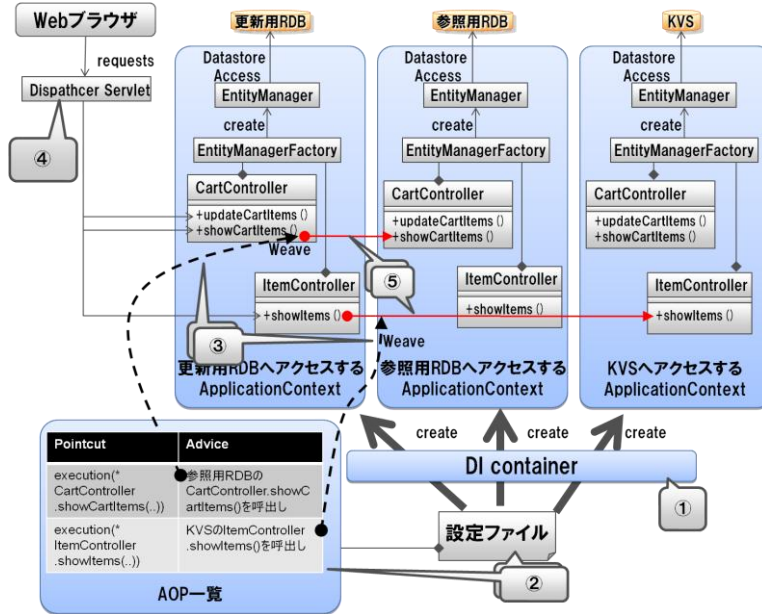 Webブラウザ
requests
Dispathcer Servlet
④
更新用RDB
Datastore
Access
EntityManager
create
EntityManagerFactory
CartController
+updateCartItems ()
+showCartItems ()
Weave
ItemController
+showItems ()
更新用RDBへアクセスする
ApplicationContext
参照用RDB
Datastore
Access
EntityManager
create
EntityManagerFactory
CartController
+updateCartItems ()
+showCartItems ()
⑤
ItemController
+showItems ()
③
Weave
参照用RDBへアクセスする
ApplicationContext
KVS
Datastore
Access
EntityManager
create
EntityManagerFactory
CartController
+updateCartItems ()
+showCartItems ()
ItemController
+showItems ()
KVSへアクセスする
ApplicationContext
create
create
create
DI container
①
設定ファイル
②
Pointcut
Advice
execution(*
CartController
.showCartItems(..))
参照用RDBの
CartController.showC
artItems()を呼出し
execution(*
ItemController
.showItems(..))
KVSのItemController
.showItems()を呼出し
AOP一覧